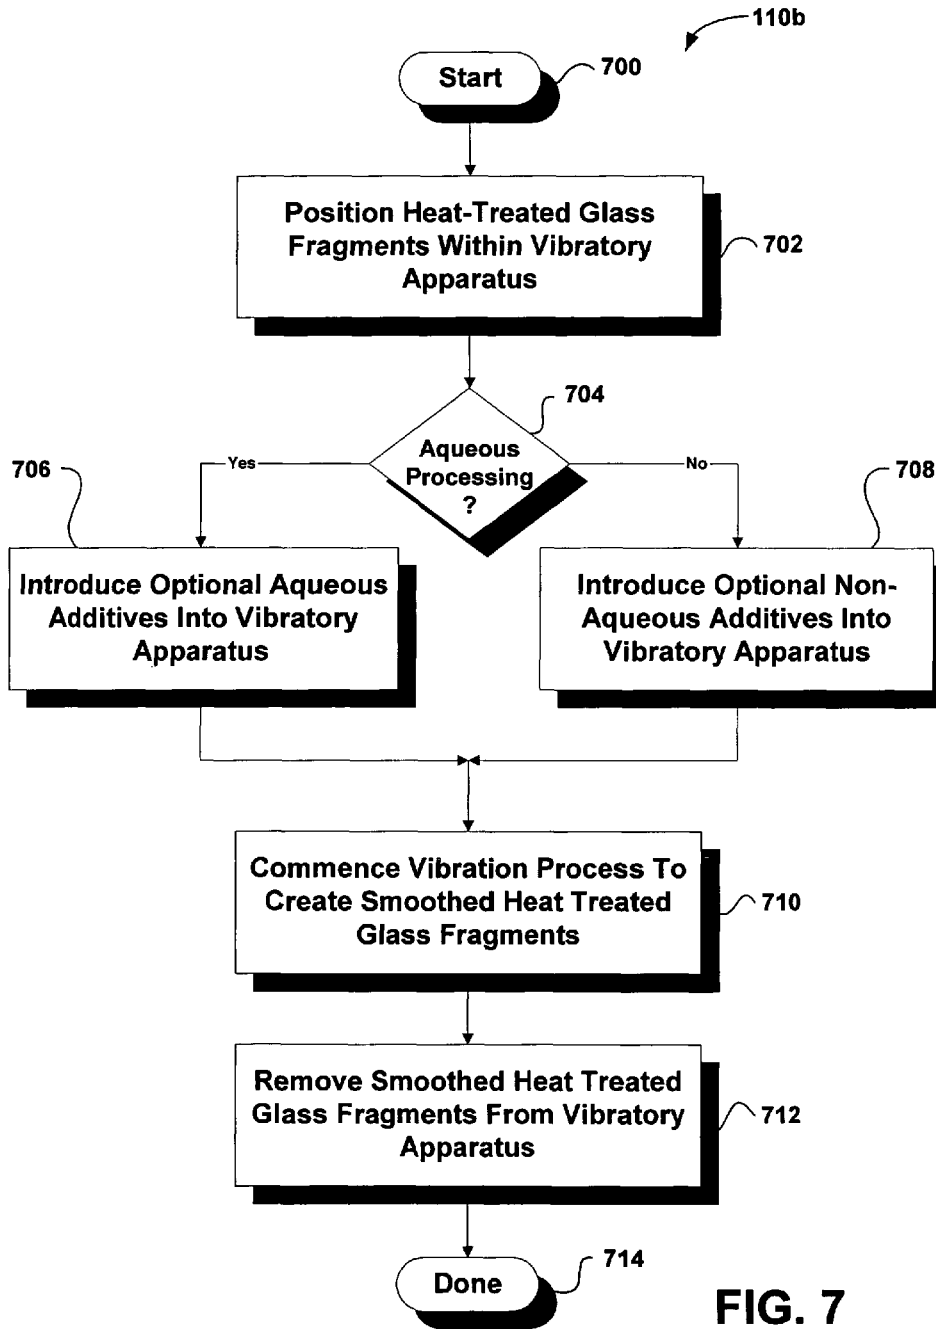 110b
Start
700
Position Heat-Treated Glass
Fragments Within Vibratory
Apparatus
702
704
Aqueous
Processing
?
Yes
No
706
708
Introduce Optional Aqueous
Additives Into Vibratory
Apparatus
Introduce Optional Non-
Aqueous Additives Into
Vibratory Apparatus
Commence Vibration Process To
Create Smoothed Heat Treated
Glass Fragments
710
Remove Smoothed Heat Treated
Glass Fragments From Vibratory
Apparatus
712
Done
714
FIG. 7